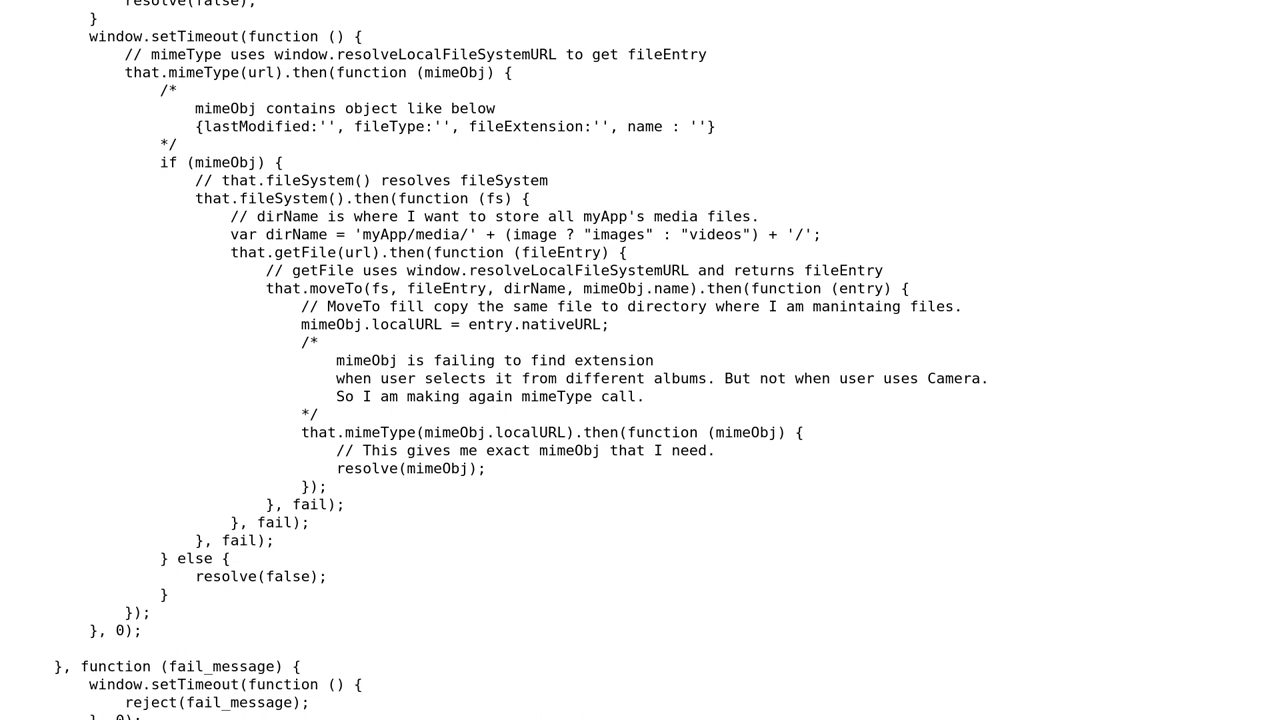 resolve(false);
}
window.setTimeout(function () {
// mimeType uses window.resolveLocalFileSystemURL to get fileEntry
that.mimeType(url).then(function (mimeObj) {
/*
mimeObj contains object like below
{lastModified:'', fileType:'', fileExtension:'', name : ''}
*/
if (mimeObj) {
// that.fileSystem() resolves fileSystem
that.fileSystem().then(function (fs) {
// dirName is where I want to store all myApp's media files.
var dirName = 'myApp/media/' + (image ? "images" : "videos") + '/';
that.getFile(url).then(function (fileEntry) {
// getFile uses window.resolveLocalFileSystemURL and returns fileEntry
that.moveTo(fs, fileEntry, dirName, mimeObj.name).then(function (entry) {
// MoveTo fill copy the same file to directory where I am manintaing files.
mimeObj.localURL = entry.nativeURL;
/*
mimeObj is failing to find extension
when user selects it from different albums. But not when user uses Camera.
So I am making again mimeType call.
*/
that.mimeType(mimeObj.localURL).then(function (mimeObj) {
// This gives me exact mimeObj that I need.
resolve(mimeObj);
});
}, fail);
}, fail);
}, fail);
} else {
resolve(false);
}
});
}, 0);
}, function (fail_message) {
window.setTimeout(function () {
reject(fail_message);
}, 0);